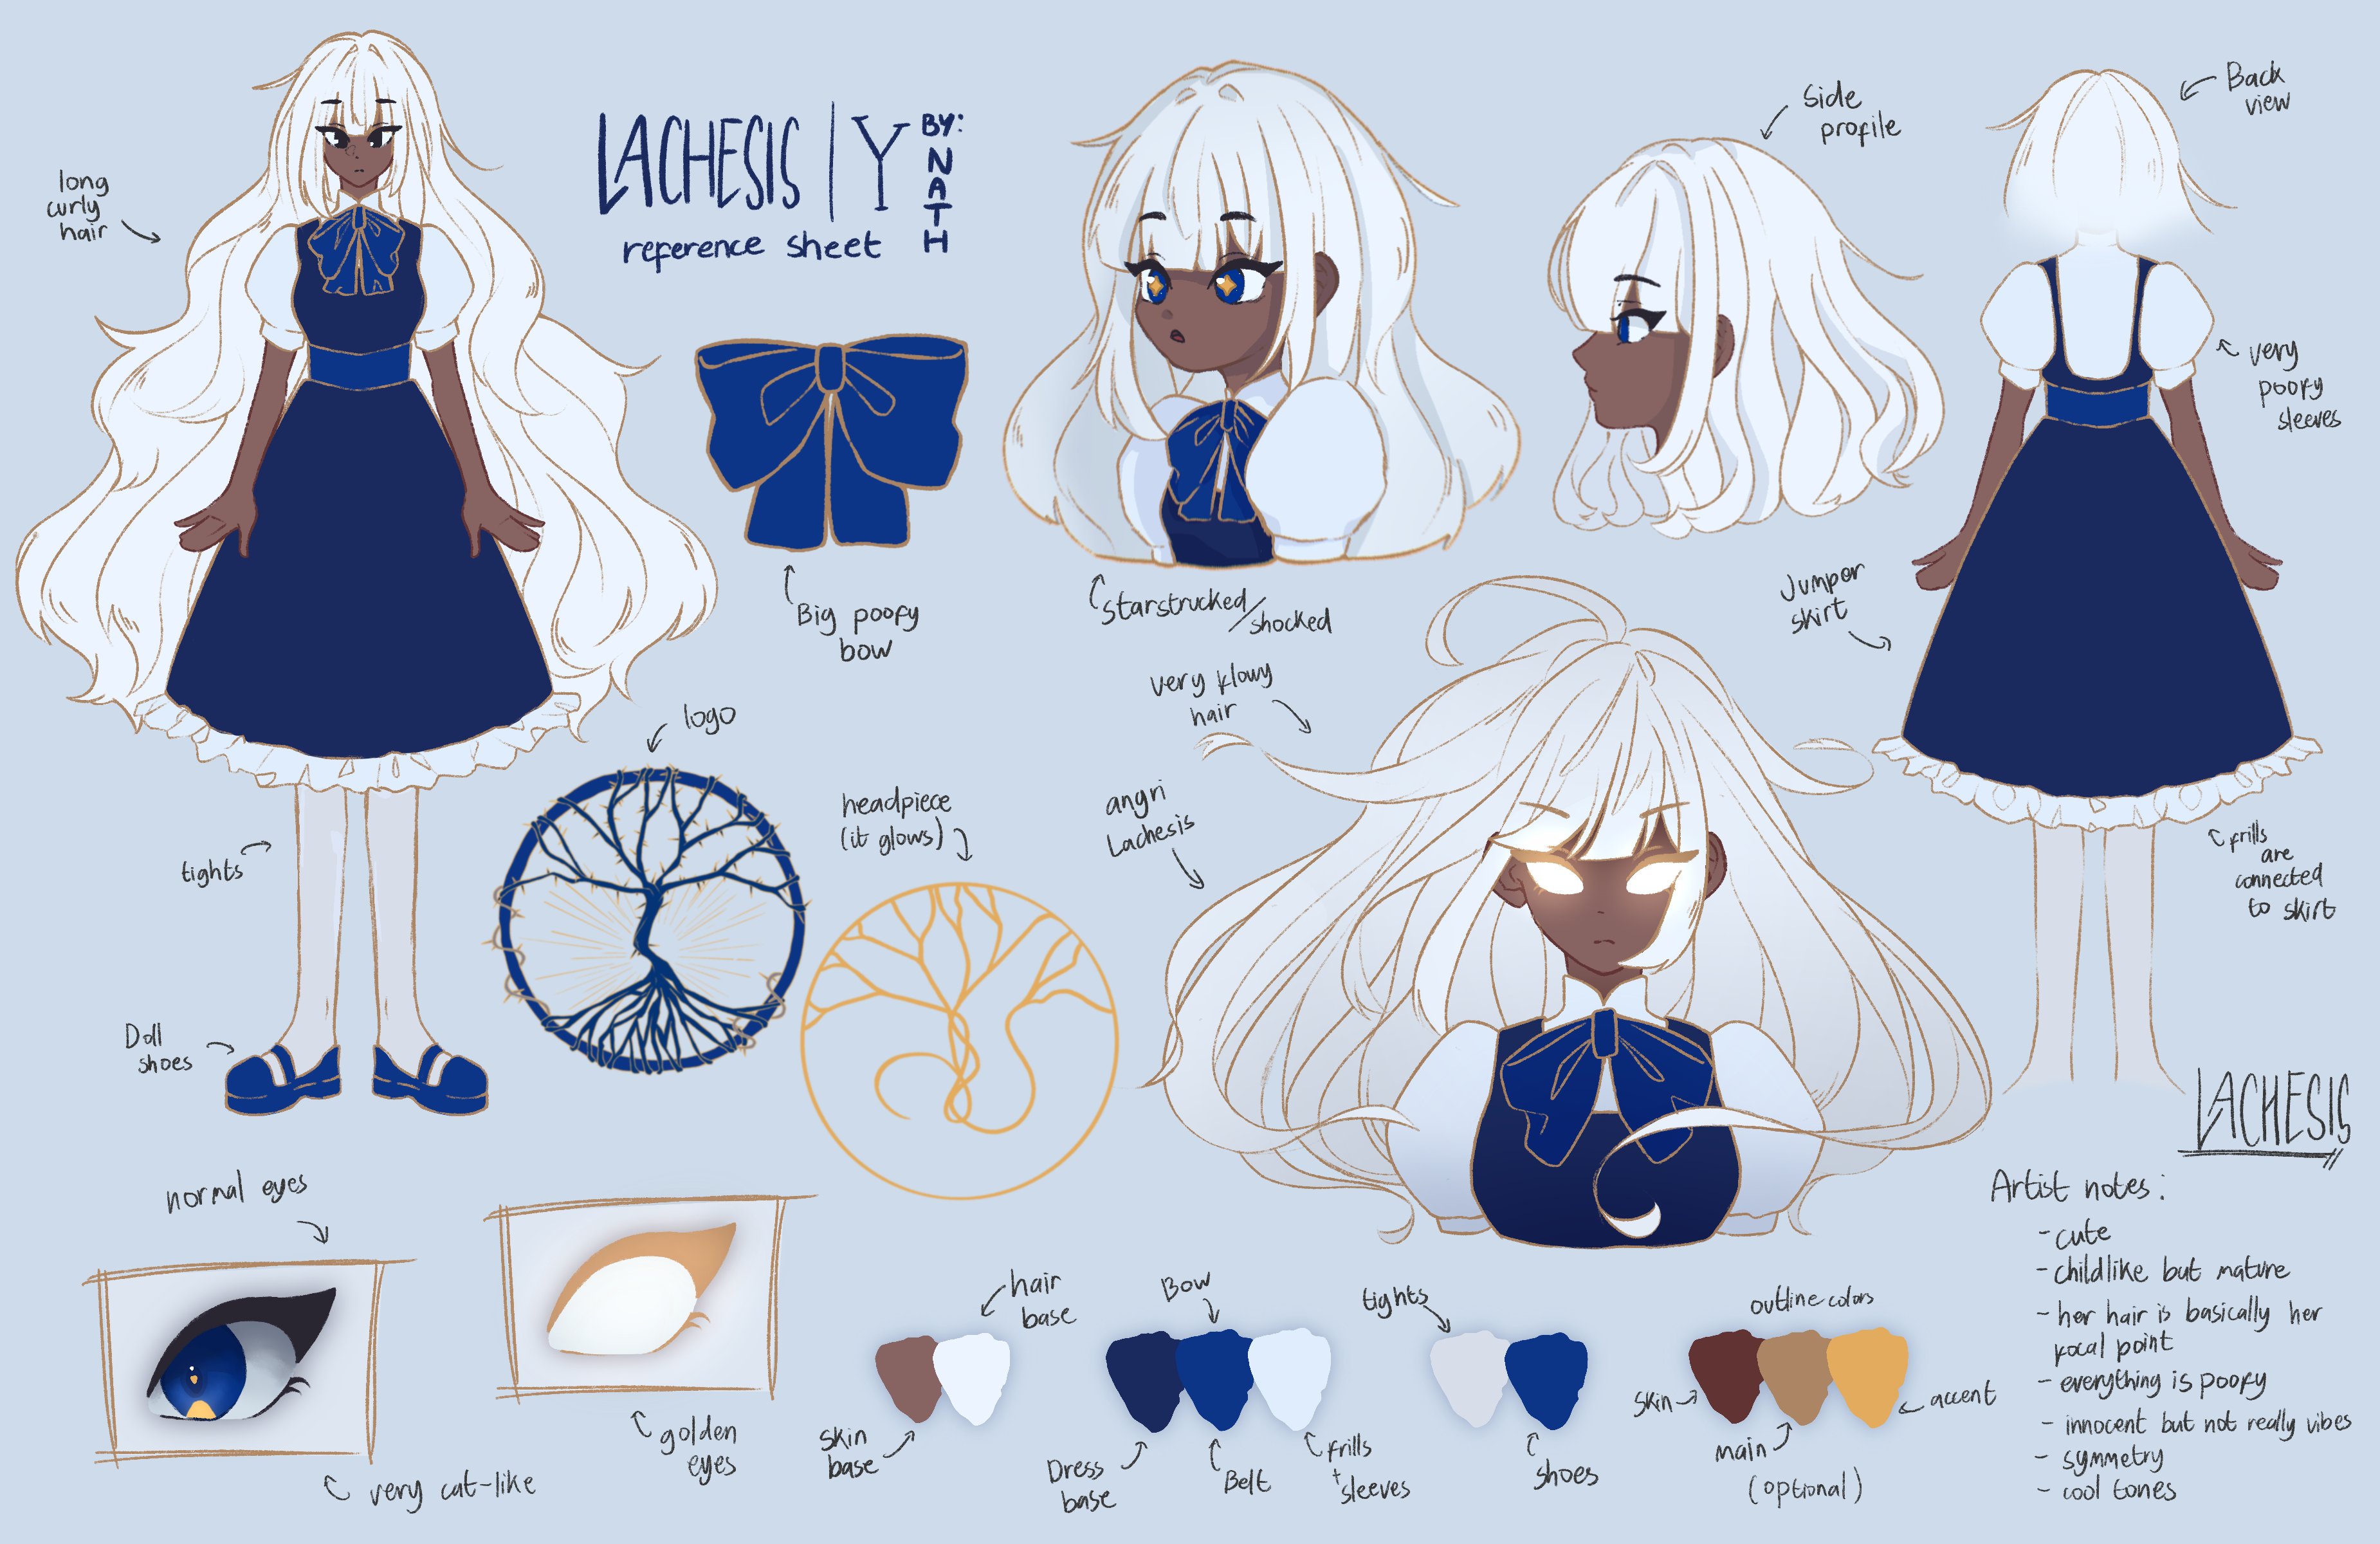 LACHESIS | Y
BY:
N
A
T
H
reference sheet
long
curly
hair
Big poofy
bow
Starstrucked/
shocked
Side
profile
Back
view
very
poofy
sleeves
Jumper
skirt
very flowy
hair
angri
Lachesis
logo
headpiece
(it glows)
tights
frills
are
connected
to skirt
Doll
shoes
LACHESIS
normal eyes
very cat-like
golden
eyes
hair
base
skin
base
Bow
Dress
base
Belt
frills
+
sleeves
tights
shoes
outline colors
skin
main
accent
(optional)
Artist notes:
- cute
- childlike but mature
- her hair is basically her
focal point
- everything is poofy
- innocent but not really vibes
- symmetry
- cool tones